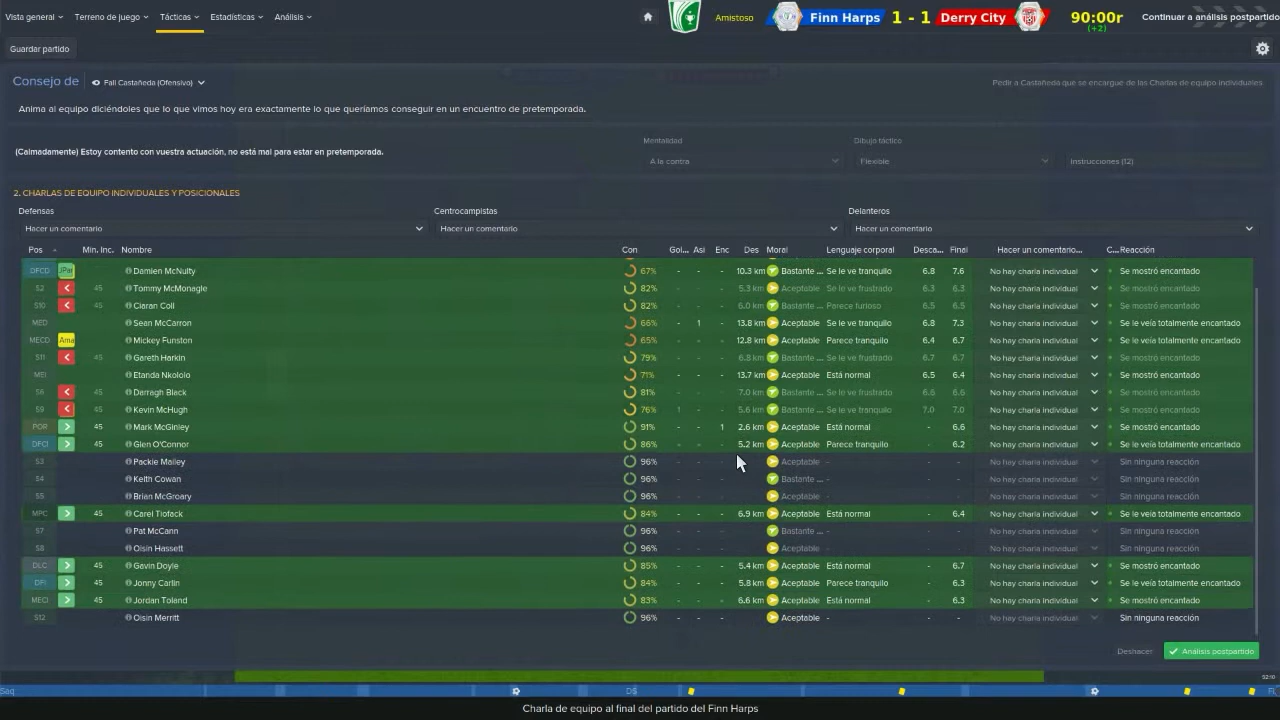 Vista general Terreno de juego Tácticas Estadísticas Análisis Amistoso Finn Harps 1 - 1 Derry City 90:00r (+2) Continuar a análisis postpartido
Guardar partido
Consejo de Fali Castañeda (Ofensivo) Pedir a Castañeda que se encargue de las Charlas de equipo individuales
Anima al equipo diciéndoles que lo que vimos hoy era exactamente lo que queríamos conseguir en un encuentro de pretemporada.
Mentalidad Dibujo táctico
(Calmadamente) Estoy contento con vuestra actuación, no está mal para estar en pretemporada.
A la contra Flexible Instrucciones (12)
2. CHARLAS DE EQUIPO INDIVIDUALES Y POSICIONALES
Defensas Centrocampistas Delanteros
Hacer un comentario Hacer un comentario Hacer un comentario
Pos Min. Inc. Nombre Con Gol... Asi Enc Des Moral Lenguaje corporal Desca... Final Hacer un comentario... C... Reacción
DFCD JPar Damien McNulty 67% - - - 10.3 km Bastante ... Se le ve tranquilo 6.8 7.6 No hay charla individual Se mostró encantado
S2 45 Tommy McMonagle 82% - - - 5.3 km Aceptable Se le ve frustrado 6.3 6.3 No hay charla individual Se mostró encantado
S10 45 Ciaran Coll 82% - - - 6.0 km Bastante ... Parece furioso 6.5 6.5 No hay charla individual Se mostró encantado
MED Sean McCarron 66% - 1 - 13.8 km Aceptable Se le ve tranquilo 6.8 7.3 No hay charla individual Se le veía totalmente encantado
MECD Ama Mickey Funston 65% - - - 12.8 km Aceptable Parece tranquilo 6.4 6.7 No hay charla individual Se le veía totalmente encantado
S11 45 Gareth Harkin 79% - - - 6.8 km Bastante ... Se le ve frustrado 6.7 6.7 No hay charla individual Se mostró encantado
MEI Etanda Nkololo 71% - - - 13.7 km Aceptable Está normal 6.5 6.4 No hay charla individual Se le veía totalmente encantado
S6 45 Darragh Black 81% - - - 7.0 km Bastante ... Se le ve frustrado 6.6 6.6 No hay charla individual Se mostró encantado
S9 45 Kevin McHugh 76% 1 - - 5.6 km Bastante ... Se le ve tranquilo 7.0 7.0 No hay charla individual Se mostró encantado
POR 45 Mark McGinley 91% - - 1 2.6 km Aceptable Está normal - 6.6 No hay charla individual Se mostró encantado
DFCI 45 Glen O'Connor 86% - - - 5.2 km Aceptable Parece tranquilo - 6.2 No hay charla individual Se le veía totalmente encantado
S3 Packie Mailey 96% - - - Aceptable - - - No hay charla individual Sin ninguna reacción
S4 Keith Cowan 96% - - - Bastante ... - - - No hay charla individual Sin ninguna reacción
S5 Brian McGroary 96% - - - Aceptable - - - No hay charla individual Sin ninguna reacción
MPC 45 Carel Tiofack 84% - - - 6.9 km Aceptable Está normal - 6.4 No hay charla individual Se le veía totalmente encantado
S7 Pat McCann 96% - - - Bastante ... - - - No hay charla individual Sin ninguna reacción
S8 Oisin Hassett 96% - - - Aceptable - - - No hay charla individual Sin ninguna reacción
DLC 45 Gavin Doyle 85% - - - 5.4 km Aceptable Está normal - 6.7 No hay charla individual Se mostró encantado
DFI 45 Jonny Carlin 84% - - - 5.8 km Aceptable Parece tranquilo - 6.3 No hay charla individual Se le veía totalmente encantado
MECI 45 Jordan Toland 83% - - - 6.6 km Aceptable Está normal - 6.3 No hay charla individual Se mostró encantado
S12 Oisin Merritt 96% - - - Aceptable - - - No hay charla individual Sin ninguna reacción
Deshacer Análisis postpartido
Saq DS
Charla de equipo al final del partido del Finn Harps